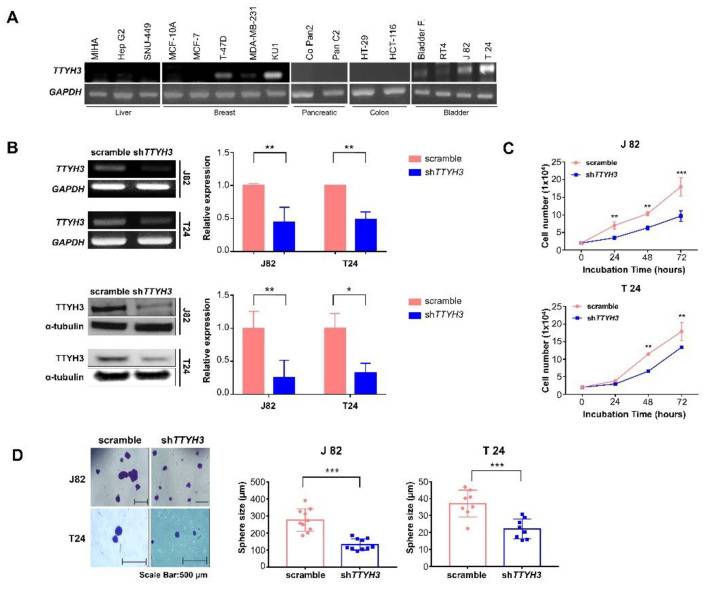 A
MIHA
Hep G2
SNU-449
MCF-10A
MCF-7
T-47D
MDA-MB-231
KU1
Co Pan2
Pan C2
HT-29
HCT-116
Bladder F.
RT4
J 82
T 24
TTYH3
GAPDH
Liver
Breast
Pancreatic
Colon
Bladder
B
scramble shTTYH3
TTYH3
GAPDH
J82
TTYH3
GAPDH
T24
Relative expression
1.5
1.0
0.5
0.0
**
**
J82
T24
scramble
shTTYH3
scramble shTTYH3
TTYH3
α-tubulin
J82
TTYH3
α-tubulin
T24
Relative expression
1.5
1.0
0.5
0.0
**
*
J82
T24
scramble
shTTYH3
C
J 82
Cell number (1x10⁴)
25
20
15
10
5
0
scramble
shTTYH3
**
**
***
0
24
48
72
Incubation Time (hours)
T 24
Cell number (1x10⁴)
25
20
15
10
5
0
scramble
shTTYH3
**
**
0
24
48
72
Incubation Time (hours)
D
scramble
shTTYH3
J82
T24
Scale Bar:500 μm
J 82
Sphere size (μm)
500
400
300
200
100
0
***
scramble
shTTYH3
T 24
Sphere size (μm)
50
40
30
20
10
0
***
scramble
shTTYH3